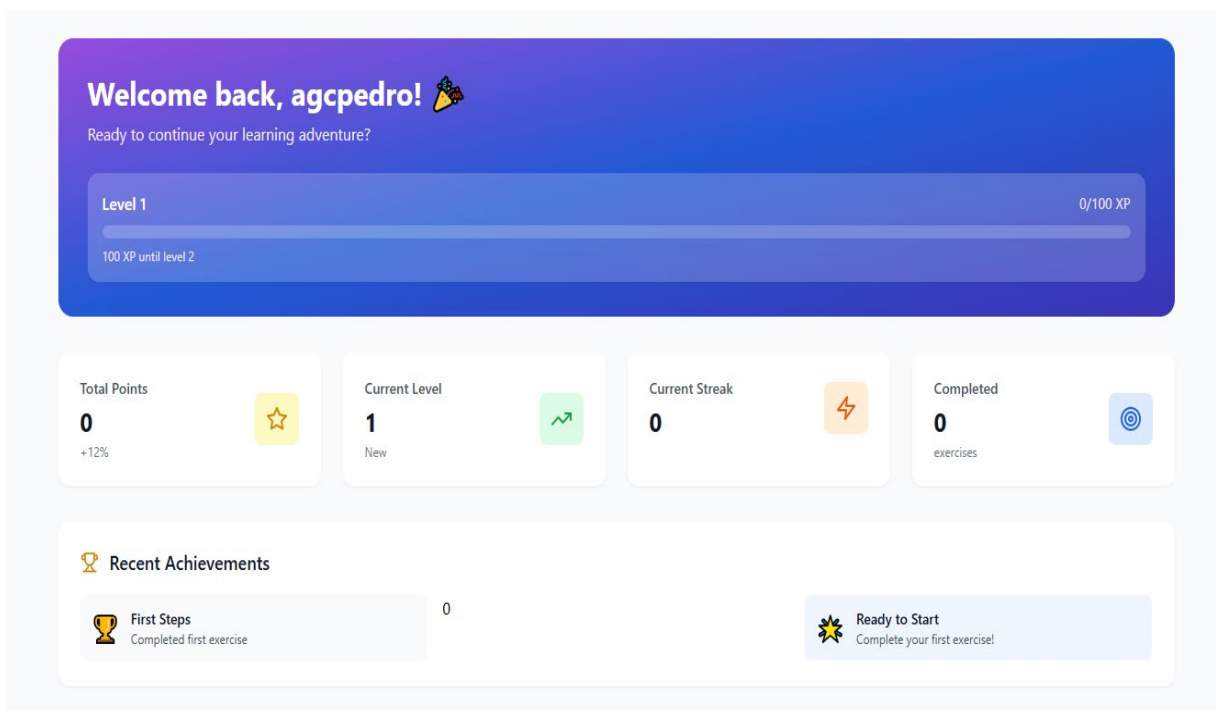 Welcome back, agcpedro! 🎉
Ready to continue your learning adventure?
Level 1
0/100 XP
100 XP until level 2
Total Points
0
+12%
Current Level
1
New
Current Streak
0
Completed
0
exercises
Recent Achievements
First Steps
Completed first exercise
0
Ready to Start
Complete your first exercise!